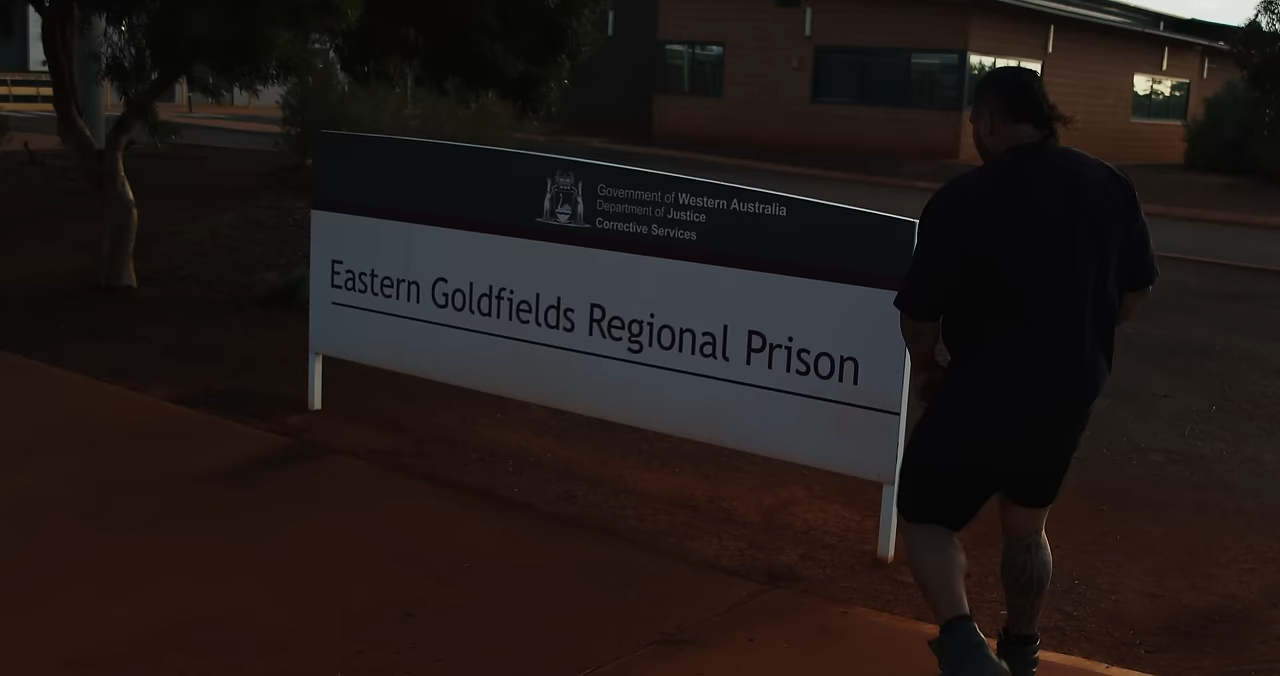 Government of Western Australia
Department of Justice
Corrective Services
Eastern Goldfields Regional Prison